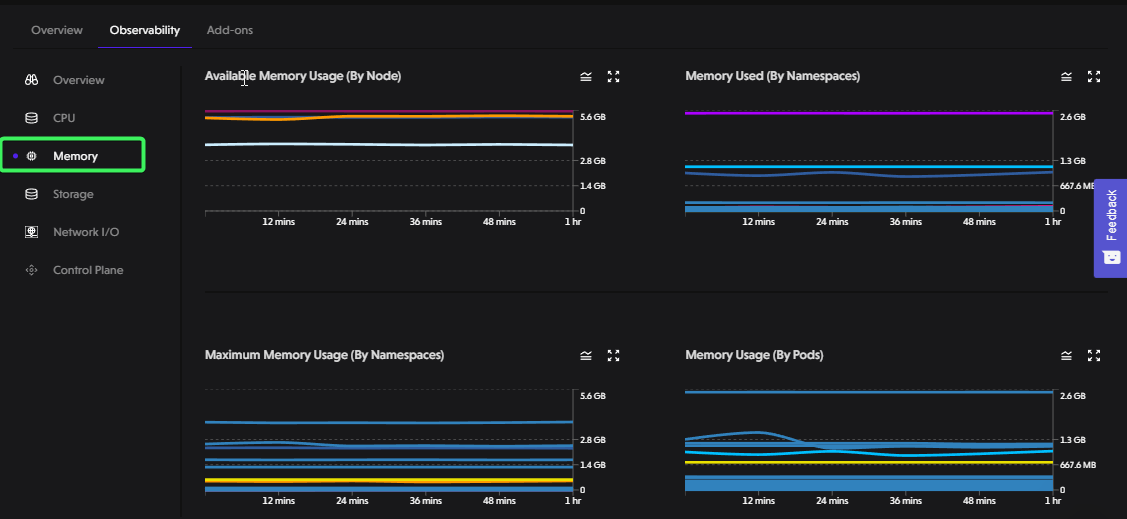 Overview Observability Add-ons
Overview
CPU
Memory
Storage
Network I/O
Control Plane
Available Memory Usage (By Node)
5.6 GB
2.8 GB
1.4 GB
0
12 mins 24 mins 36 mins 48 mins 1 hr
Memory Used (By Namespaces)
2.6 GB
1.3 GB
667.6 MB
0
12 mins 24 mins 36 mins 48 mins 1 hr
Feedback
Maximum Memory Usage (By Namespaces)
5.6 GB
2.8 GB
1.4 GB
0
12 mins 24 mins 36 mins 48 mins 1 hr
Memory Usage (By Pods)
2.6 GB
1.3 GB
667.6 MB
0
12 mins 24 mins 36 mins 48 mins 1 hr